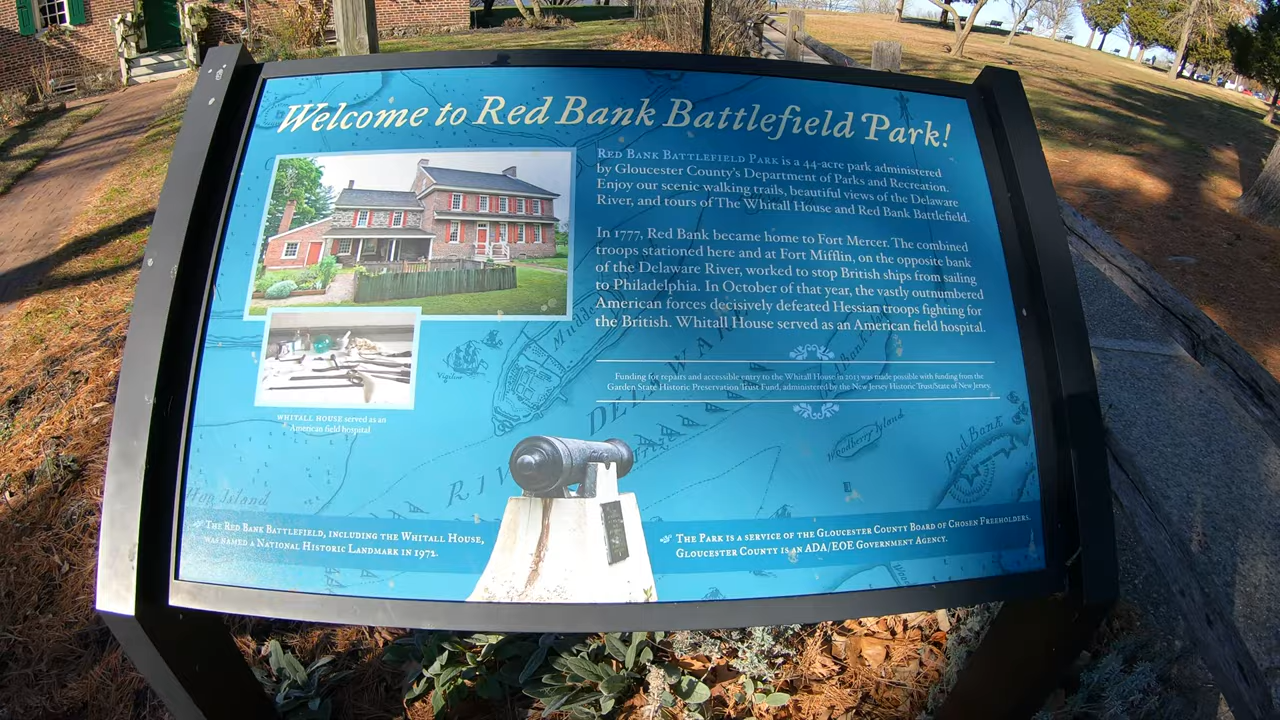 Welcome to Red Bank Battlefield Park!
RED BANK BATTLEFIELD PARK is a 44-acre park administered
by Gloucester County's Department of Parks and Recreation.
Enjoy our scenic walking trails, beautiful views of the Delaware
River, and tours of The Whitall House and Red Bank Battlefield.
In 1777, Red Bank became home to Fort Mercer. The combined
troops stationed here and at Fort Mifflin, on the opposite bank
of the Delaware River, worked to stop British ships from sailing
to Philadelphia. In October of that year, the vastly outnumbered
American forces decisively defeated Hessian troops fighting for
the British. Whitall House served as an American field hospital.
Funding for repairs and accessible entry to the Whitall House in 2013 was made possible with funding from the
Garden State Historic Preservation Trust Fund, administered by the New Jersey Historic Trust/State of New Jersey.
WHITALL HOUSE served as an
American field hospital
Mudde
Vigilant
DELAWAR
RIV
Woodberry Island
Red Bank
Hog Island
THE RED BANK BATTLEFIELD, INCLUDING THE WHITALL HOUSE,
WAS NAMED A NATIONAL HISTORIC LANDMARK IN 1972.
THE PARK IS A SERVICE OF THE GLOUCESTER COUNTY BOARD OF CHOSEN FREEHOLDERS.
GLOUCESTER COUNTY IS AN ADA/EOE GOVERNMENT AGENCY.